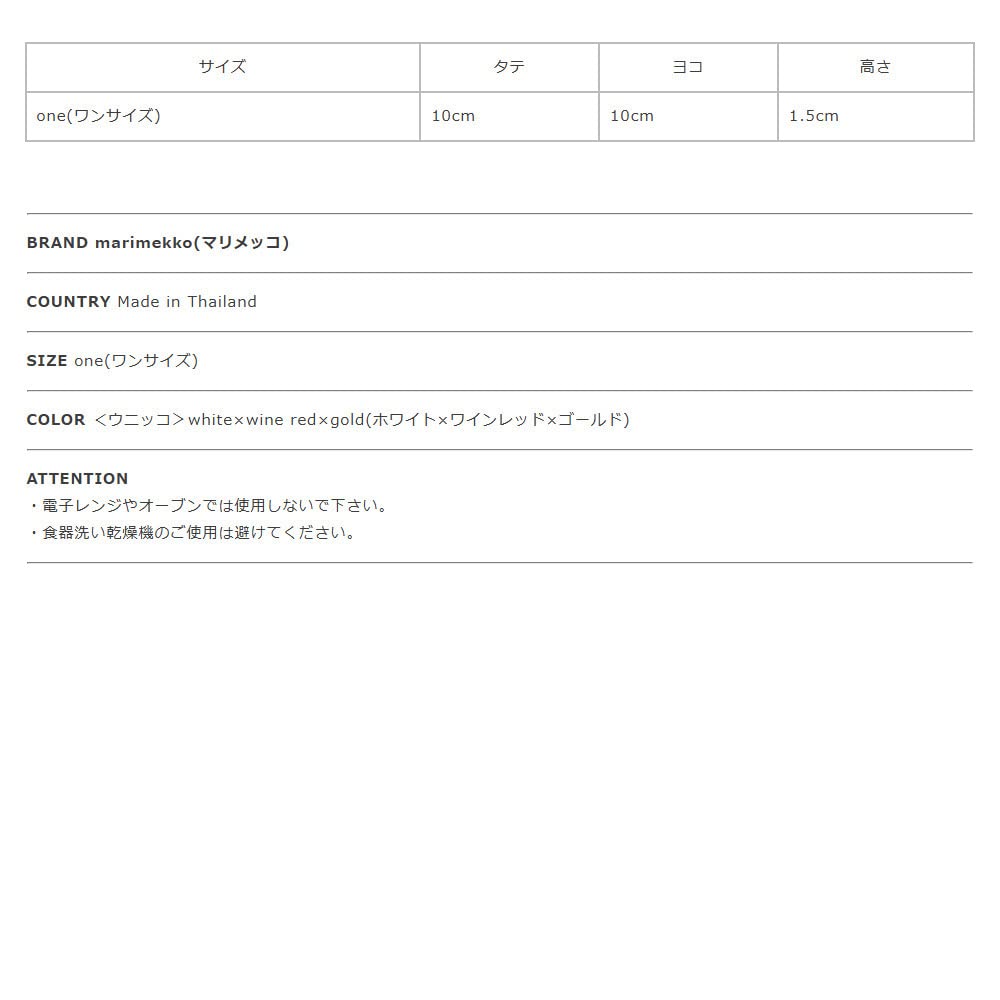 サイズ タテ ヨコ 高さ
one(ワンサイズ) 10cm 10cm 1.5cm
BRAND marimekko(マリメッコ)
COUNTRY Made in Thailand
SIZE one(ワンサイズ)
COLOR ＜ウニッコ＞white×wine red×gold(ホワイト×ワインレッド×ゴールド)
ATTENTION
・電子レンジやオーブンでは使用しないで下さい。
・食器洗い乾燥機のご使用は避けてください。